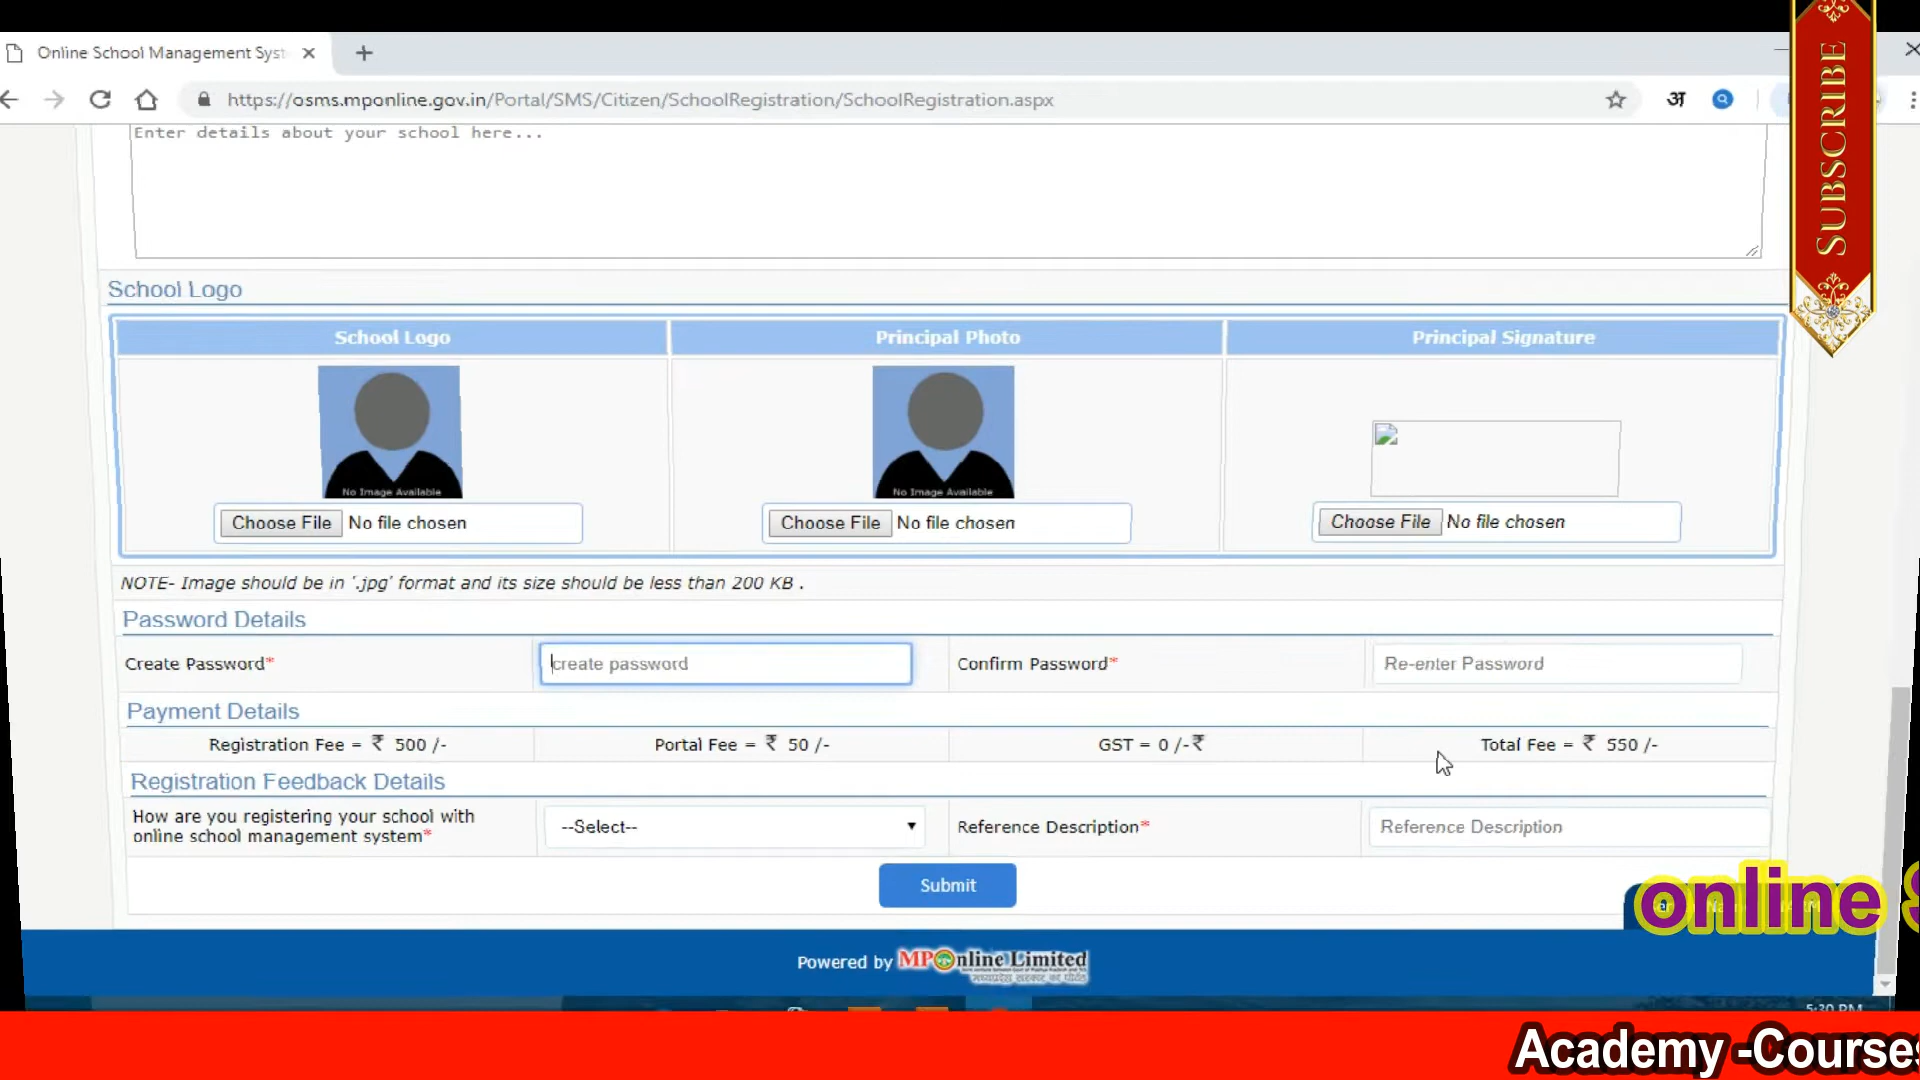 Online School Management Syst
https://osms.mponline.gov.in/Portal/SMS/Citizen/SchoolRegistration/SchoolRegistration.aspx
अ
SUBSCRIBE
Enter details about your school here...
School Logo
School Logo Principal Photo Principal Signature
No Image Available No Image Available
Choose File No file chosen Choose File No file chosen Choose File No file chosen
NOTE- Image should be in '.jpg' format and its size should be less than 200 KB .
Password Details
Create Password* create password Confirm Password* Re-enter Password
Payment Details
Registration Fee = ₹ 500 /- Portal Fee = ₹ 50 /- GST = 0 /-₹ Total Fee = ₹ 550 /-
Registration Feedback Details
How are you registering your school with
online school management system* --Select-- Reference Description* Reference Description
Submit
online
Powered by MPOnline Limited
5:30 PM
Academy -Courses